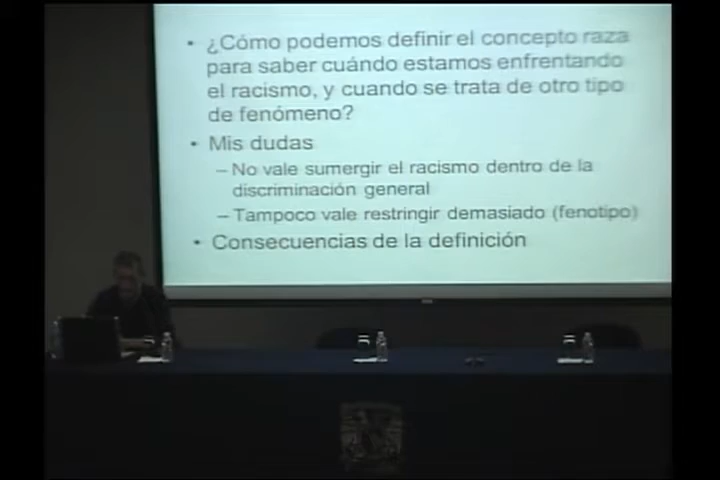 • ¿Cómo podemos definir el concepto raza
para saber cuándo estamos enfrentando
el racismo, y cuando se trata de otro tipo
de fenómeno?
• Mis dudas
– No vale sumergir el racismo dentro de la
discriminación general
– Tampoco vale restringir demasiado (fenotipo)
• Consecuencias de la definición